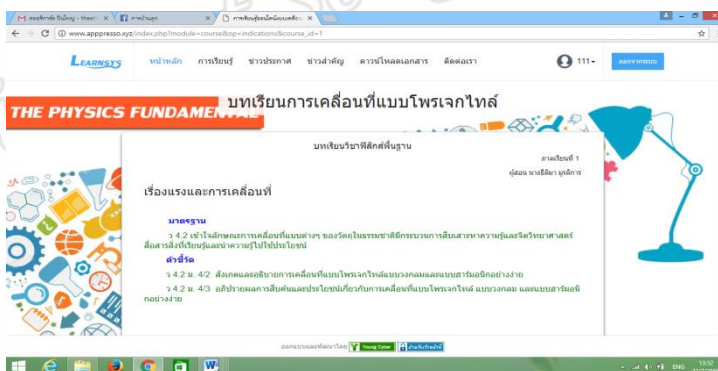 www.apppresso.xyz/index.php?module=course&op=indications&course_id=1
LEARNSYS หน้าหลัก การเรียนรู้ ข่าวประกาศ ข่าวสำคัญ ดาวน์โหลดเอกสาร ติดต่อเรา 111 ออกจากระบบ
THE PHYSICS FUNDAMENTAL
บทเรียนการเคลื่อนที่แบบโพรเจกไทล์
บทเรียนวิชาฟิสิกส์พื้นฐาน
ภาคเรียนที่ 1
ผู้สอน
เรื่องแรงและการเคลื่อนที่
มาตรฐาน
ว 4.2 เข้าใจลักษณะการเคลื่อนที่แบบต่างๆ ของวัตถุในธรรมชาติมีกระบวนการสืบเสาะหาความรู้และจิตวิทยาศาสตร์
สื่อสารสิ่งที่เรียนรู้และนำความรู้ไปใช้ประโยชน์
ตัวชี้วัด
ว 4.2 ม. 4/2 สังเกตและอธิบายการเคลื่อนที่แบบโพรเจกไทล์แบบวงกลมและแบบฮาร์มอนิกอย่างง่าย
ว 4.2 ม. 4/3 อภิปรายผลการสืบค้นและประโยชน์เกี่ยวกับการเคลื่อนที่แบบโพรเจกไทล์ แบบวงกลม และแบบฮาร์มอนิ
กอย่างง่าย
ออกแบบและพัฒนาโดย Young Cyber
ENG 13:52